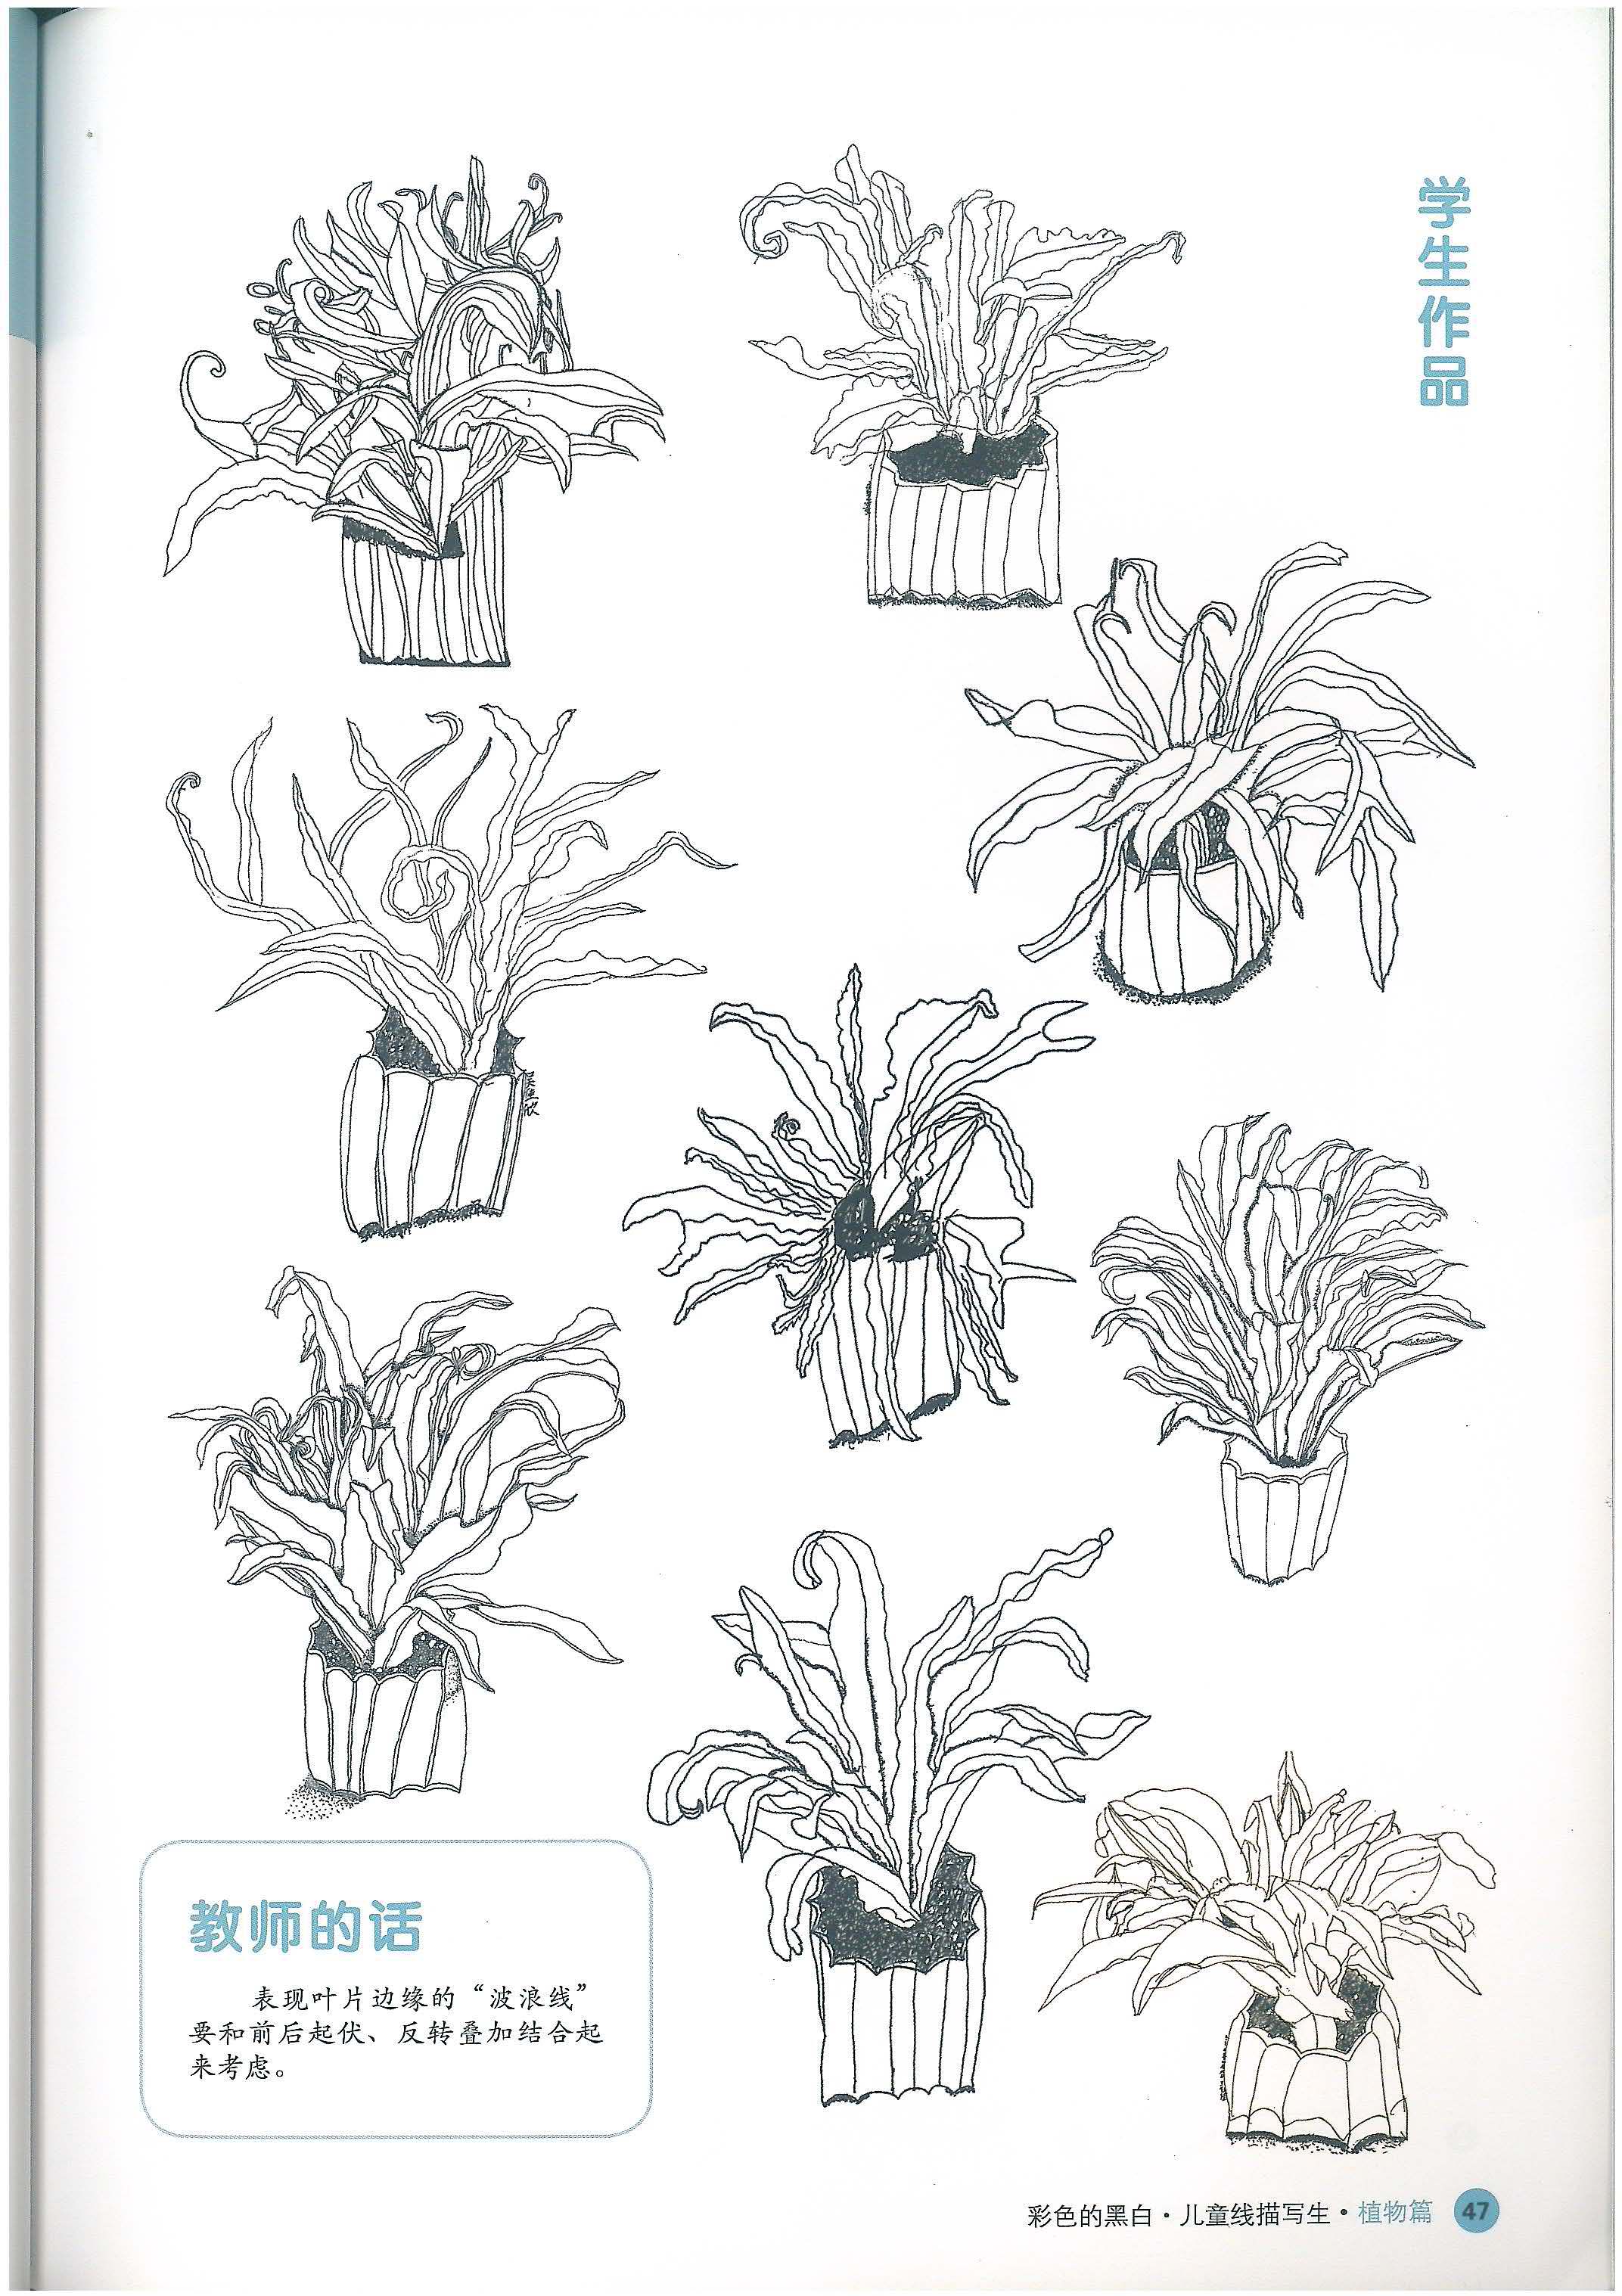 学生作品
教师的话
表现叶片边缘的“波浪线”
要和前后起伏、反转叠加结合起
来考虑。
彩色的黑白·儿童线描写生·植物篇 47